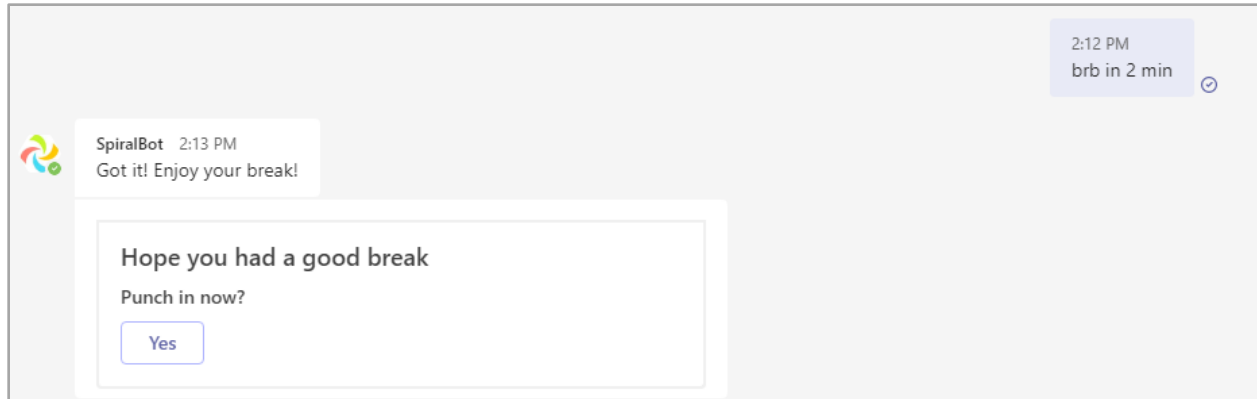 2:12 PM
brb in 2 min
SpiralBot 2:13 PM
Got it! Enjoy your break!
Hope you had a good break
Punch in now?
Yes